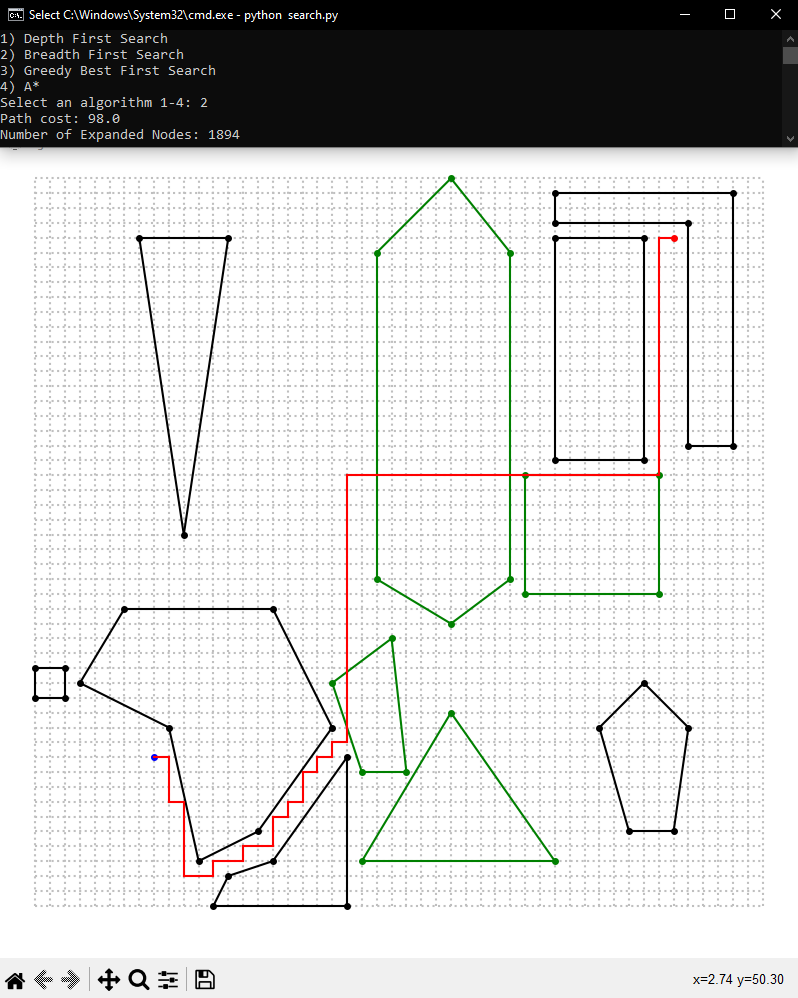 Select C:\Windows\System32\cmd.exe - python  search.py
1) Depth First Search
2) Breadth First Search
3) Greedy Best First Search
4) A*
Select an algorithm 1-4: 2
Path cost: 98.0
Number of Expanded Nodes: 1894
x=2.74 y=50.30